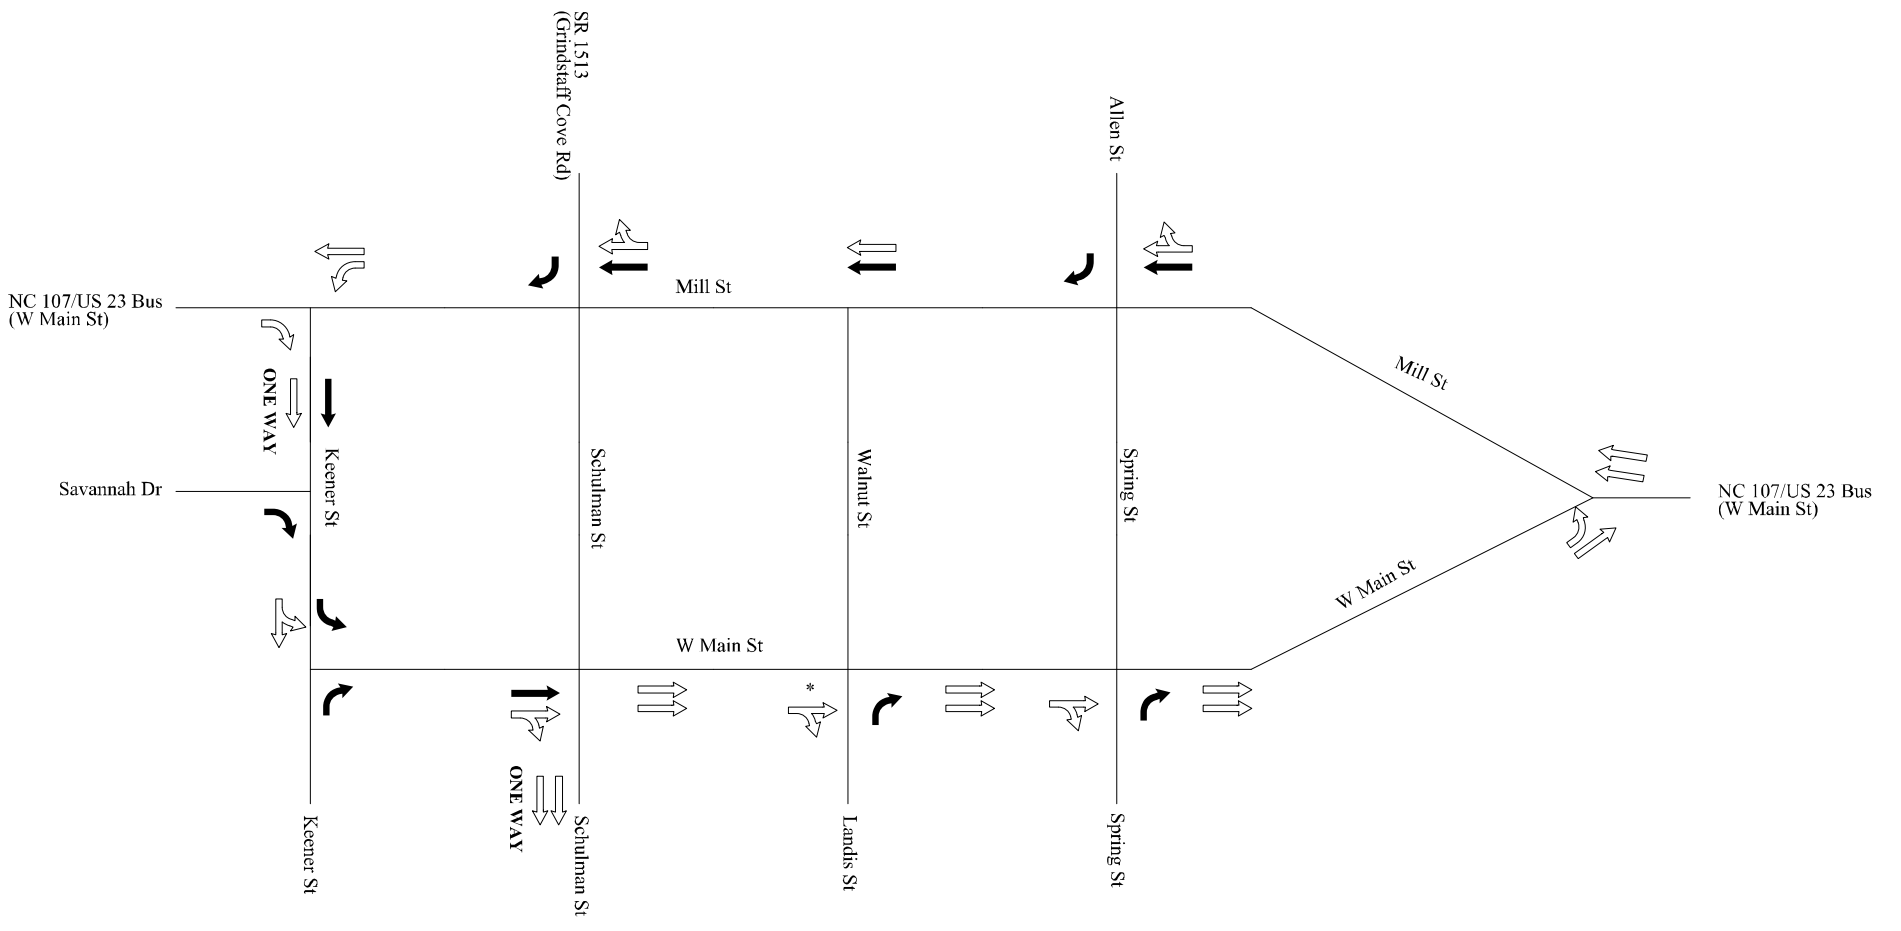 SR 1513
(Grindstaff Cove Rd)
Allen St
Mill St
NC 107/US 23 Bus
(W Main St)
Mill St
ONE WAY
Keener St
Schulman St
Walnut St
Spring St
Savannah Dr
NC 107/US 23 Bus
(W Main St)
W Main St
W Main St
*
ONE WAY
Keener St
Schulman St
Landis St
Spring St